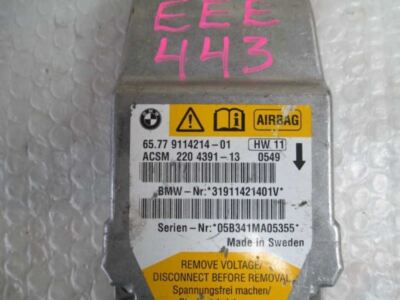 EEE
443
AIRBAG
65.77 9114214-01 HW 11
ACSM 220 4391-13 0549
BMW-Nr:*31911421401V*
Serien-Nr:*05B341MA05355*
Made in Sweden
REMOVE VOLTAGE/
DISCONNECT BEFORE REMOVAL
Spannungsfrei machen/